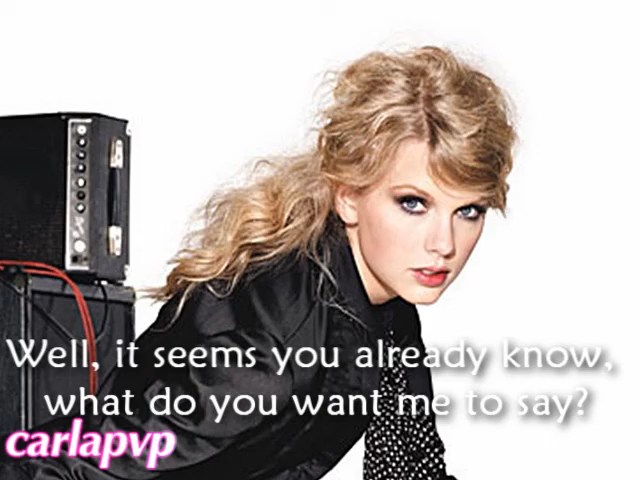 Well, it seems you already know,
what do you want me to say?
carlapvp